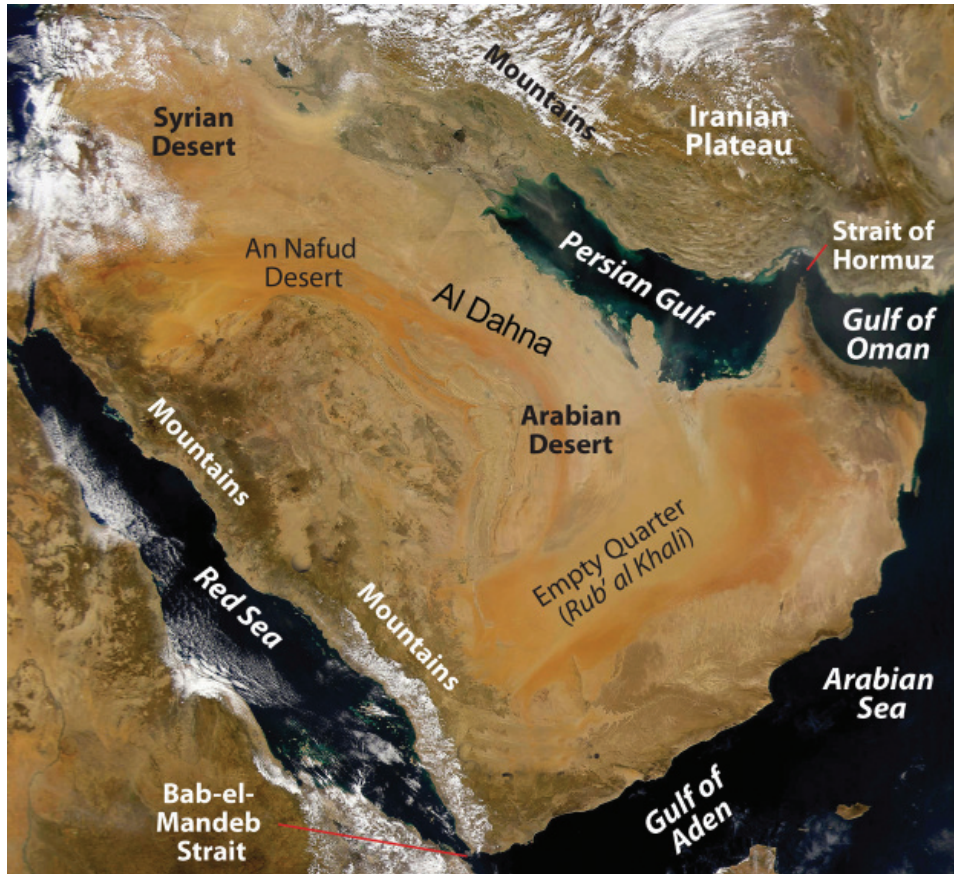 Mountains
Syrian
Desert
Iranian
Plateau
Strait of
Hormuz
An Nafud
Desert
Persian Gulf
Al Dahna
Gulf of
Oman
Mountains
Arabian
Desert
Empty Quarter
(Rub’ al Khali)
Red Sea
Mountains
Arabian
Sea
Bab-el-
Mandeb
Strait
Gulf of
Aden